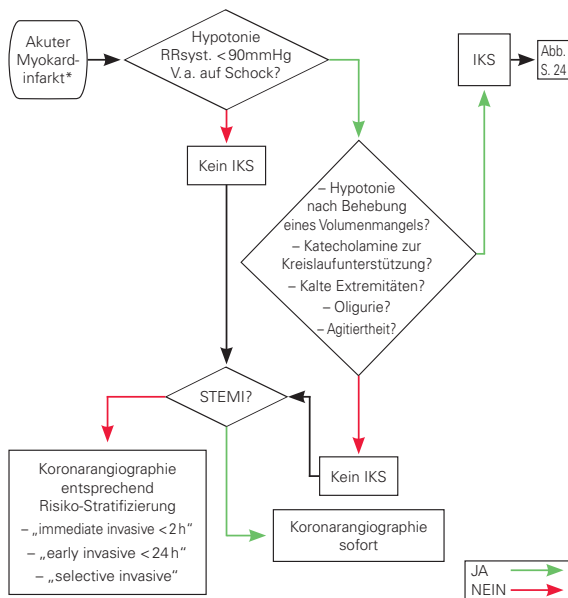 Akuter
Myokard-
infarkt*
Hypotonie
RRsyst. <90mmHg
V. a. auf Schock?
IKS
Abb.
S. 24
Kein IKS
– Hypotonie
nach Behebung
eines Volumenmangels?
– Katecholamine zur
Kreislaufunterstützung?
– Kalte Extremitäten?
– Oligurie?
– Agitiertheit?
STEMI?
Kein IKS
Koronarangiographie
entsprechend
Risiko-Stratifizierung
– „immediate invasive <2h“
– „early invasive <24h“
– „selective invasive“
Koronarangiographie
sofort
JA
NEIN